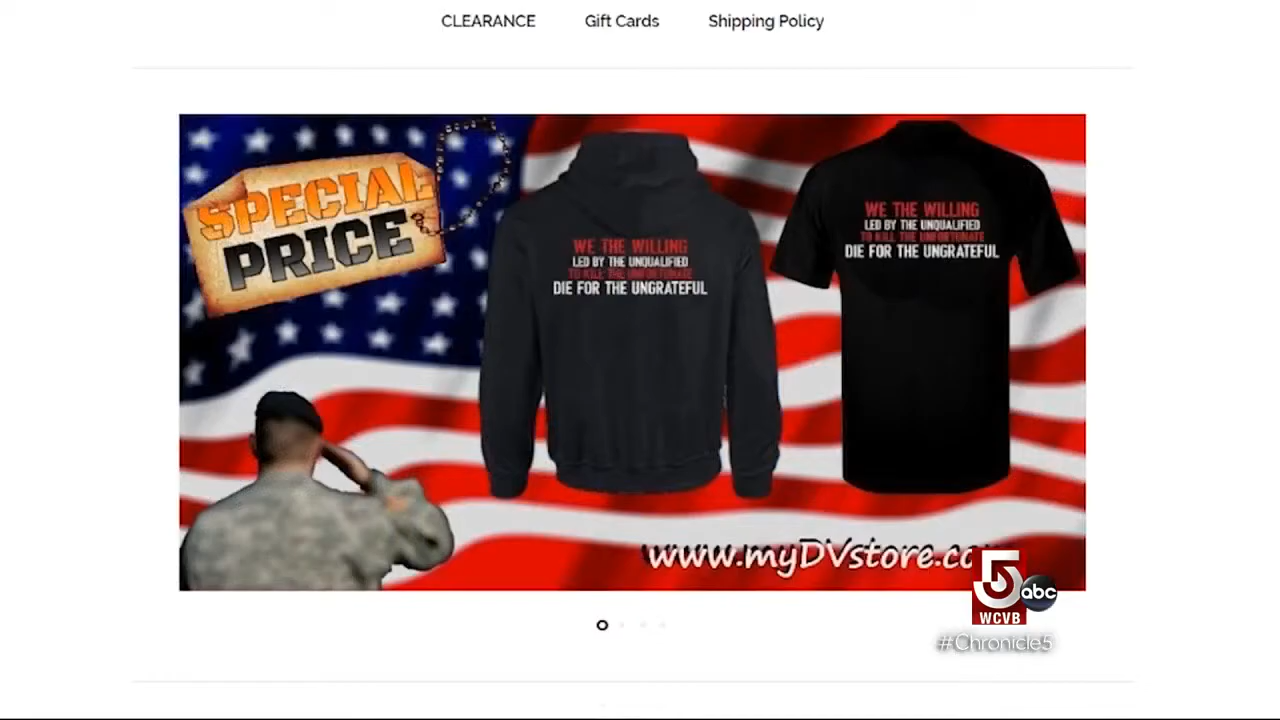 CLEARANCE Gift Cards Shipping Policy
SPECIAL
PRICE
WE THE WILLING
LED BY THE UNQUALIFIED
TO KILL THE UNFORTUNATE
DIE FOR THE UNGRATEFUL
WE THE WILLING
LED BY THE UNQUALIFIED
TO KILL THE UNFORTUNATE
DIE FOR THE UNGRATEFUL
www.myDVstore.co
5
abc
WCVB
#Chronicle5